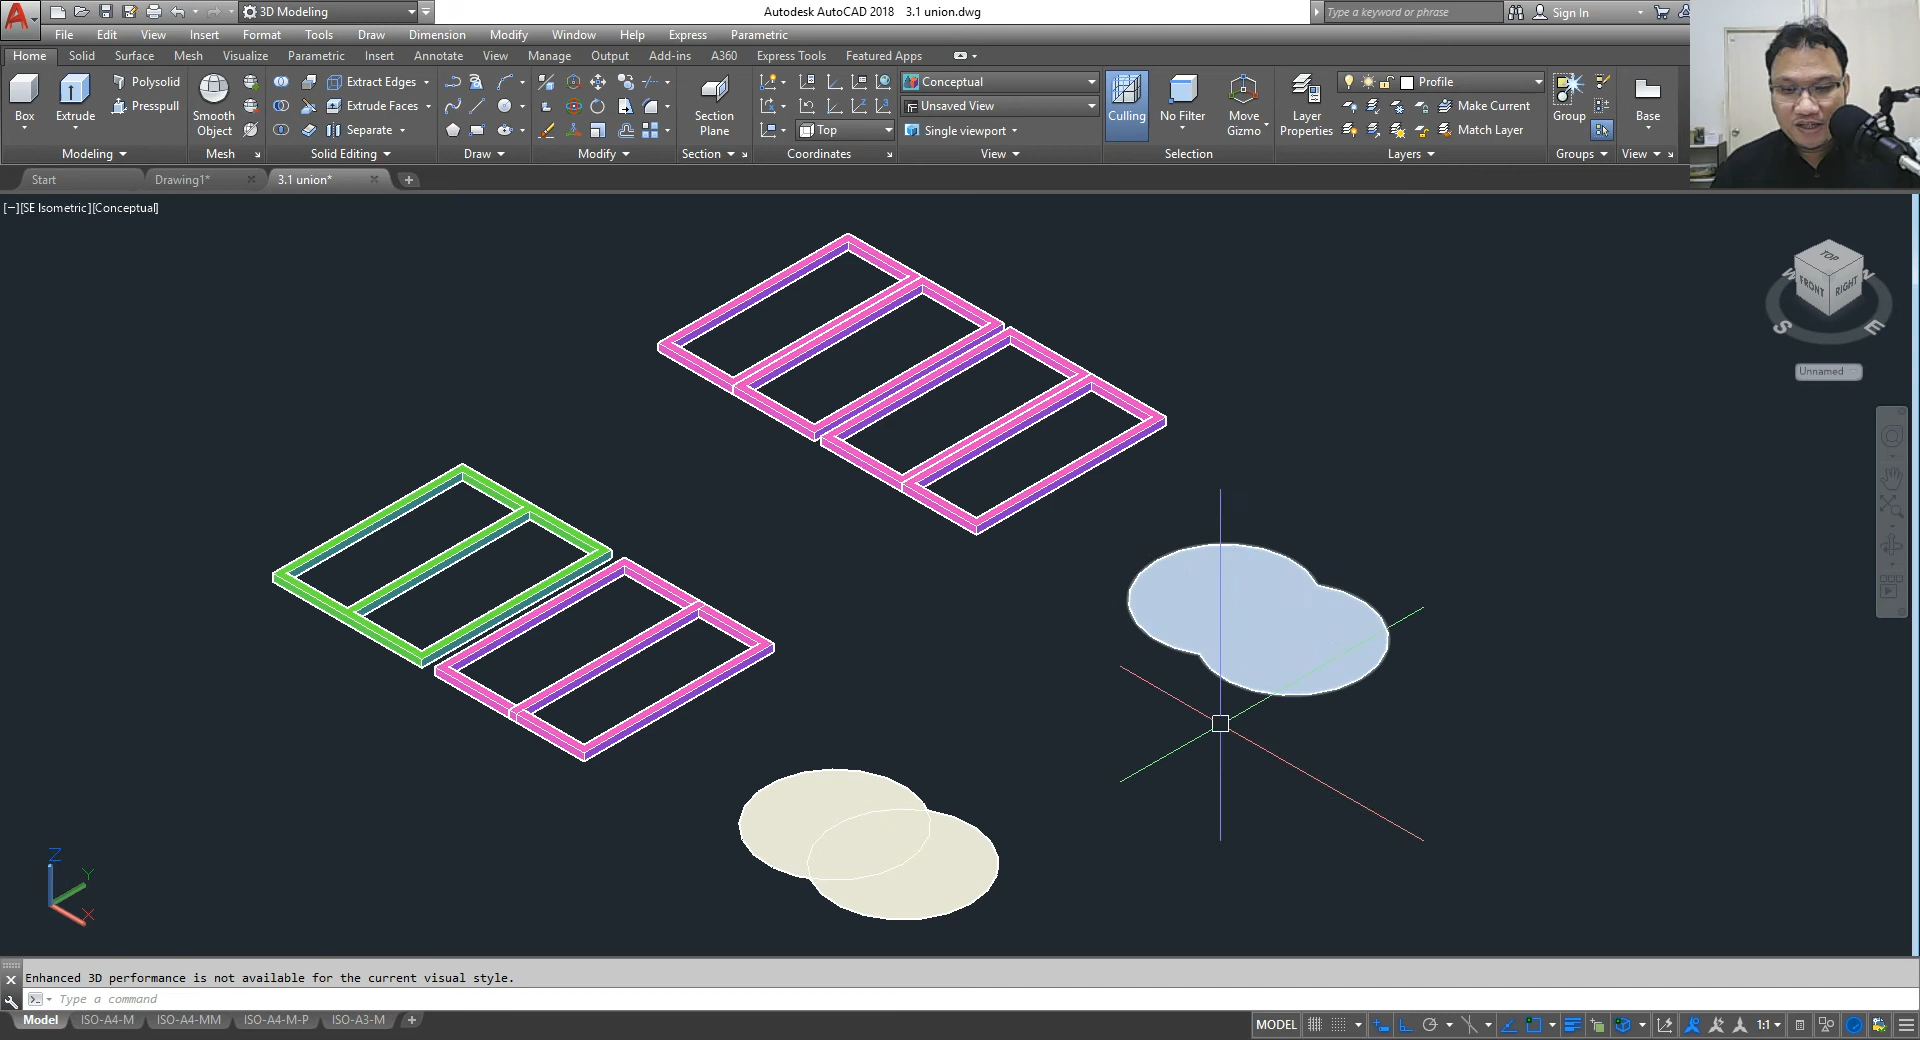 3D Modeling
Autodesk AutoCAD 2018 3.1 union.dwg
Type a keyword or phrase
Sign In
File Edit View Insert Format Tools Draw Dimension Modify Window Help Express Parametric
Home Solid Surface Mesh Visualize Parametric Insert Annotate View Manage Output Add-ins A360 Express Tools Featured Apps
Box
Extrude
Polysolid
Presspull
Modeling
Smooth
Object
Mesh
Extract Edges
Extrude Faces
Separate
Solid Editing
Draw
Modify
Section
Plane
Section
Top
Coordinates
Conceptual
Unsaved View
Single viewport
View
Culling
No Filter
Move
Gizmo
Selection
Layer
Properties
Profile
Make Current
Match Layer
Layers
Group
Groups
Base
View
Start Drawing1* 3.1 union*
[−][SE Isometric][Conceptual]
TOP
FRONT
RIGHT
W
N
S
E
Unnamed
Z
Y
X
Enhanced 3D performance is not available for the current visual style.
Type a command
Model ISO-A4-M ISO-A4-MM ISO-A4-M-P ISO-A3-M
MODEL
1:1